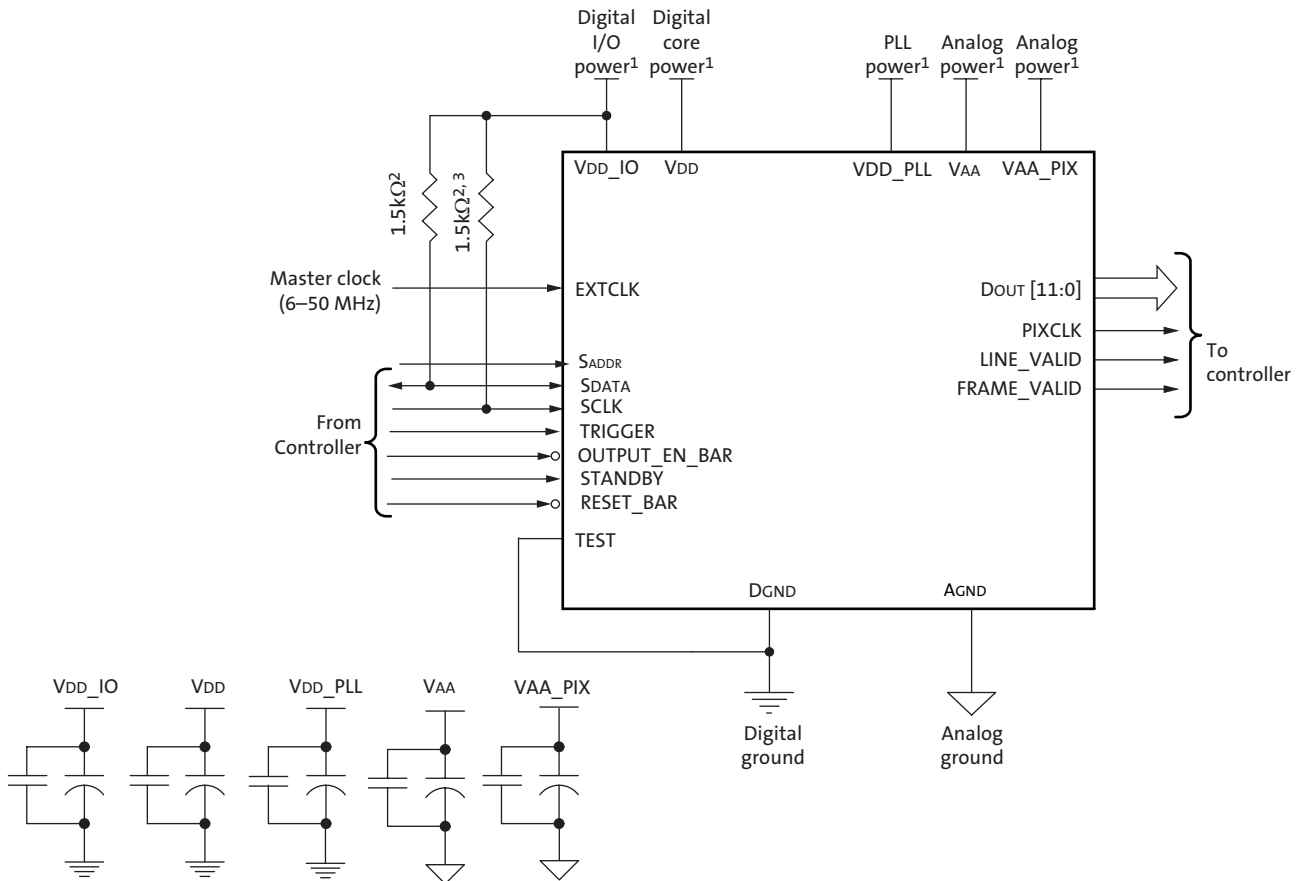 Digital
I/O
power1
Digital
core
power1
PLL
power1
Analog
power1
Analog
power1
VDD_IO
VDD
VDD_PLL
VAA
VAA_PIX
1.5kΩ2
1.5kΩ2, 3
Master clock
(6–50 MHz)
EXTCLK
SADDR
SDATA
SCLK
TRIGGER
OUTPUT_EN_BAR
STANDBY
RESET_BAR
TEST
From
Controller
DOUT [11:0]
PIXCLK
LINE_VALID
FRAME_VALID
To
controller
DGND
AGND
Digital
ground
Analog
ground
VDD_IO
VDD
VDD_PLL
VAA
VAA_PIX